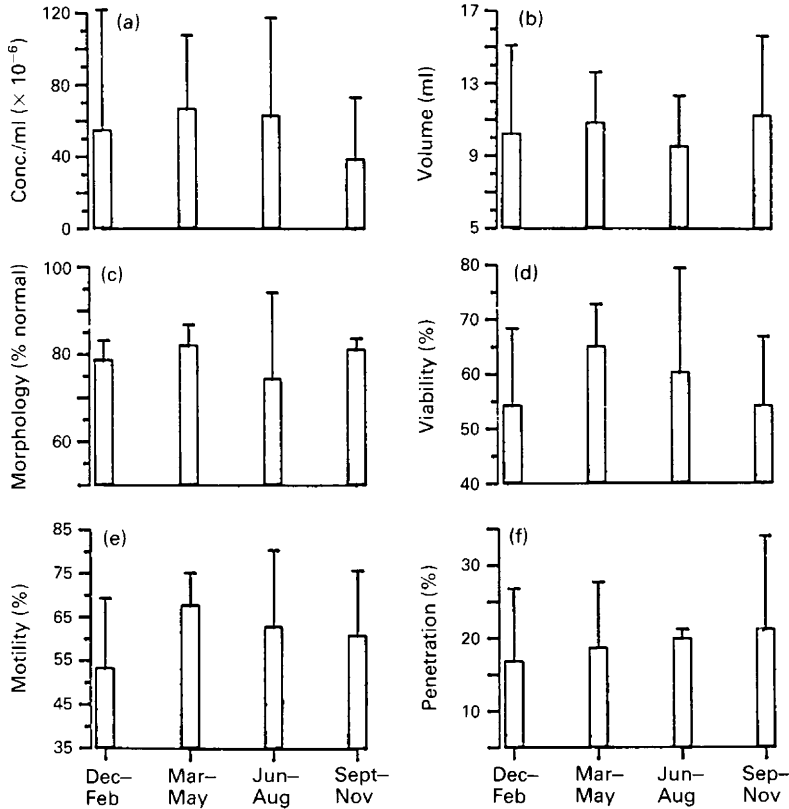 (a)
Conc./ml (× 10⁻⁶)
120
80
40
0
(b)
Volume (ml)
17
13
9
5
(c)
Morphology (% normal)
100
80
60
(d)
Viability (%)
80
70
60
50
40
(e)
Motility (%)
85
75
65
55
45
35
Dec–
Feb
Mar–
May
Jun–
Aug
Sept–
Nov
(f)
Penetration (%)
30
20
10
Dec–
Feb
Mar–
May
Jun–
Aug
Sept–
Nov